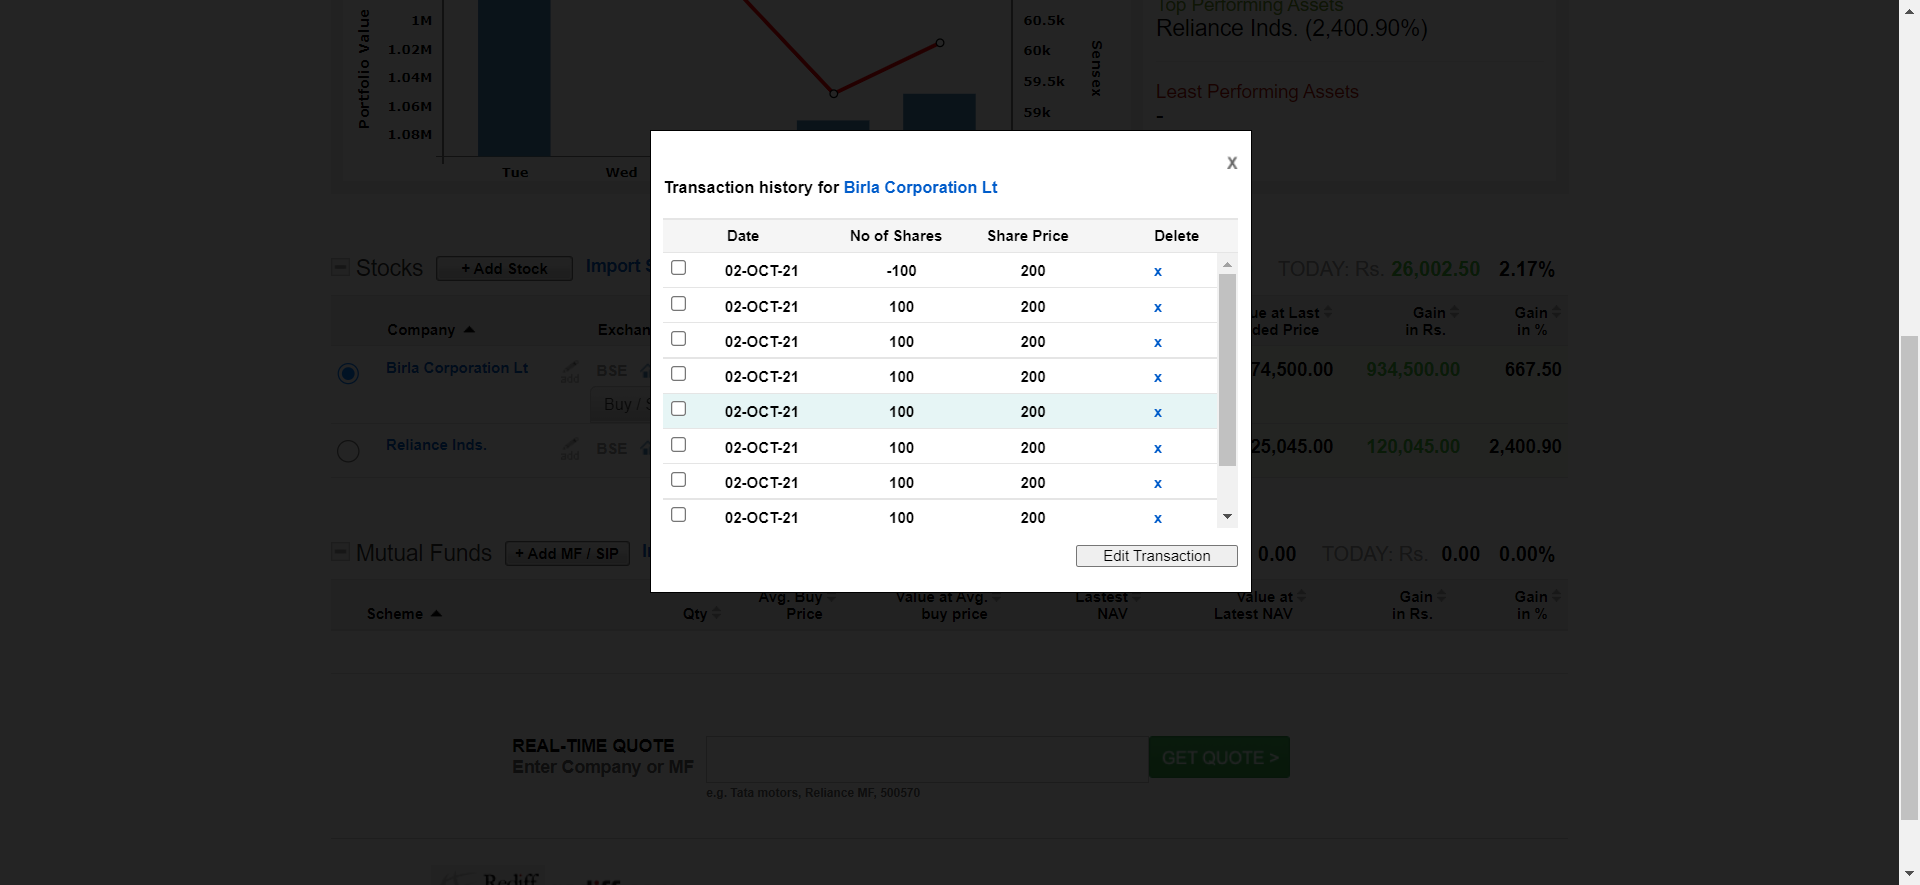 Portfolio Value
1M
1.02M
1.04M
1.06M
1.08M
Tue
Wed
60.5k
60k
59.5k
59k
Sensex
Top Performing Assets
Reliance Inds. (2,400.90%)
Least Performing Assets
-
X
Transaction history for Birla Corporation Lt
Date No of Shares Share Price Delete
02-OCT-21 -100 200 x
02-OCT-21 100 200 x
02-OCT-21 100 200 x
02-OCT-21 100 200 x
02-OCT-21 100 200 x
02-OCT-21 100 200 x
02-OCT-21 100 200 x
02-OCT-21 100 200 x
Edit Transaction
Stocks + Add Stock Import TODAY: Rs. 26,002.50 2.17%
Company Exchan ue at Last Gain Gain
ded Price in Rs. in %
Birla Corporation Lt add BSE 74,500.00 934,500.00 667.50
Buy /
Reliance Inds. add BSE 25,045.00 120,045.00 2,400.90
Mutual Funds + Add MF / SIP 0.00 TODAY: Rs. 0.00 0.00%
Scheme Qty Avg. Buy Value at Avg. Lastest Value at Gain Gain
Price buy price NAV Latest NAV in Rs. in %
REAL-TIME QUOTE
Enter Company or MF GET QUOTE >
e.g. Tata motors, Reliance MF, 500570
Rediff